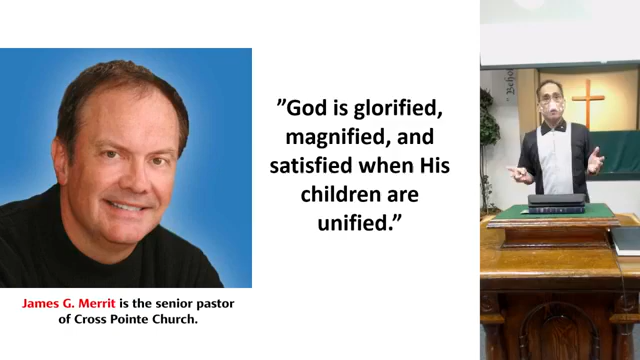 ”God is glorified,
magnified, and
satisfied when His
children are
unified.”
James G. Merrit is the senior pastor
of Cross Pointe Church.
Behol